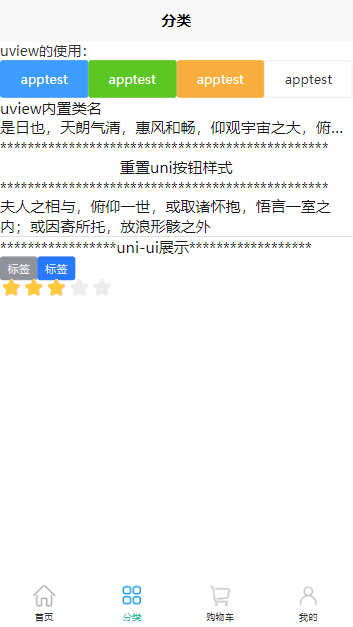 分类
uview的使用：
apptest apptest apptest apptest
uview内置类名
是日也，天朗气清，惠风和畅，仰观宇宙之大，俯...
***********************************************
重置uni按钮样式
***********************************************
夫人之相与，俯仰一世，或取诸怀抱，悟言一室之
内；或因寄所托，放浪形骸之外
*****************uni-ui展示******************
标签 标签
首页 分类 购物车 我的